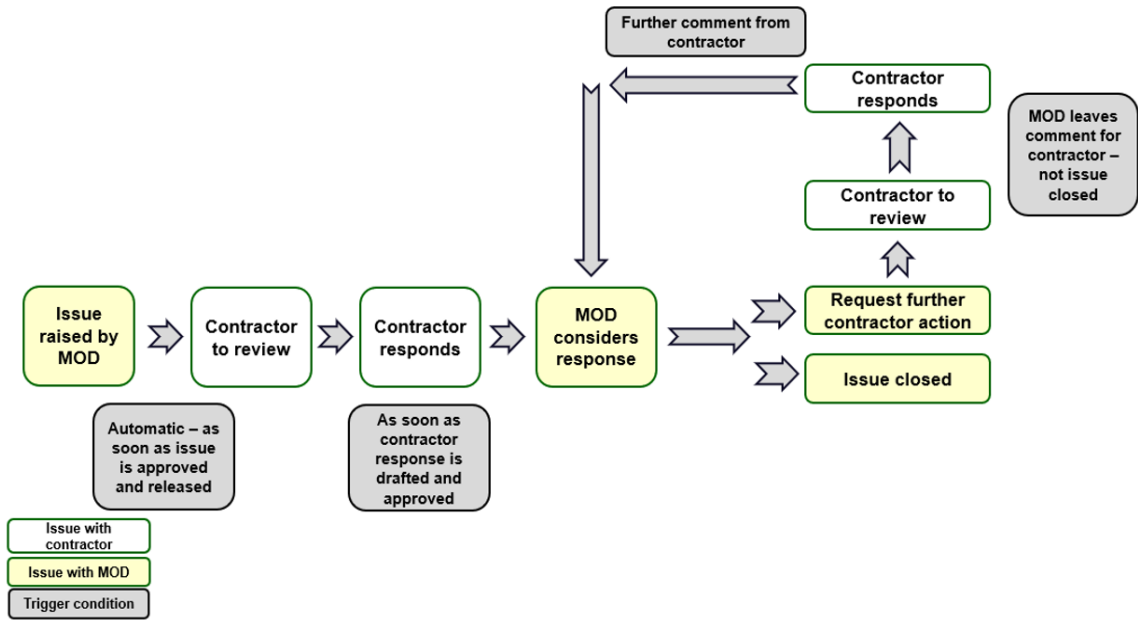 Further comment from
contractor
Contractor
responds
MOD leaves
comment for
contractor –
not issue
closed
Contractor to
review
Issue
raised by
MOD
Contractor
to review
Contractor
responds
MOD
considers
response
Request further
contractor action
Issue closed
Automatic – as
soon as issue
is approved
and released
As soon as
contractor
response is
drafted and
approved
Issue with
contractor
Issue with MOD
Trigger condition